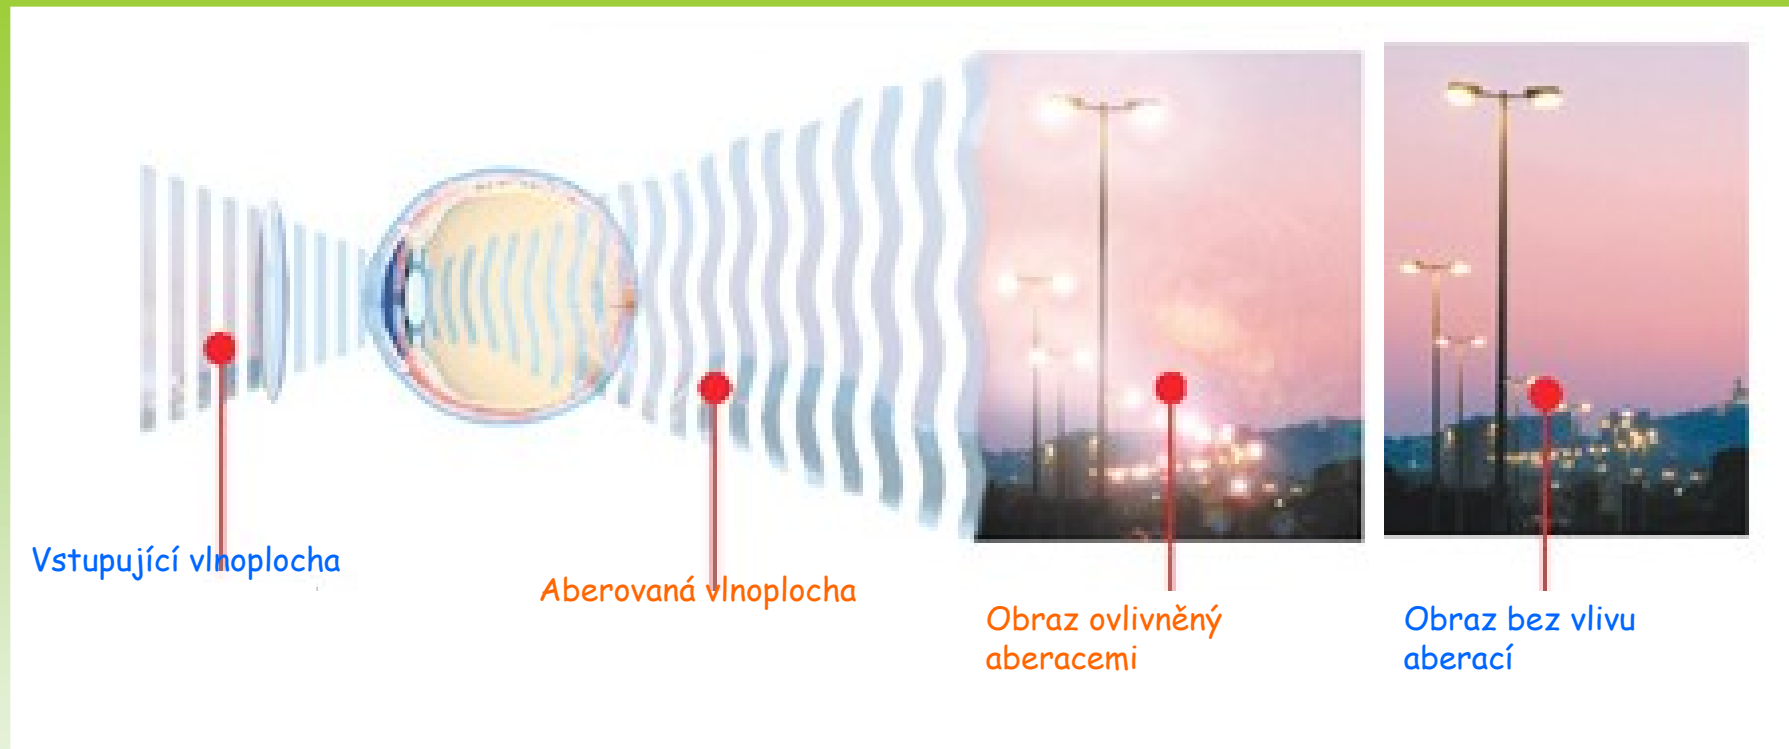 Vstupující vlnoplocha
Aberovaná vlnoplocha
Obraz ovlivněný
aberacemi
Obraz bez vlivu
aberací